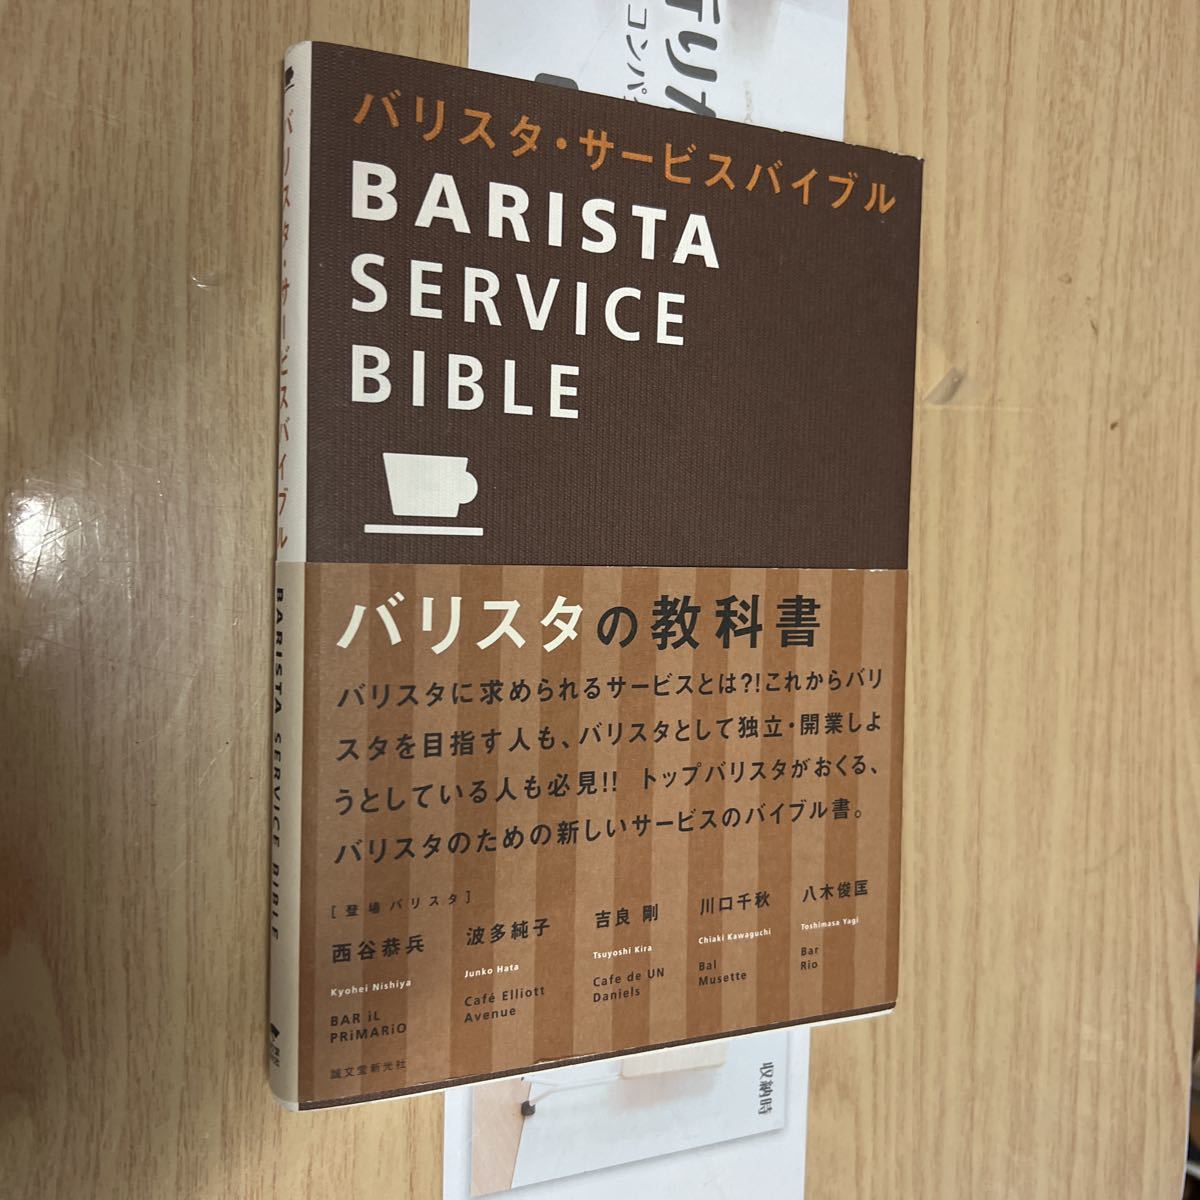 バリスタ・サービスバイブル
BARISTA
SERVICE
BIBLE
バリスタの教科書
バリスタに求められるサービスとは?!これからバリ
スタを目指す人も、バリスタとして独立・開業しよ
うとしている人も必見!! トップバリスタがおくる、
バリスタのための新しいサービスのバイブル書。
[登場バリスタ]
西谷恭兵
Kyohei Nishiya
BAR iL
PRiMARiO
波多純子
Junko Hata
Café Elliott
Avenue
吉良 剛
Tsuyoshi Kira
Cafe de UN
Daniels
川口千秋
Chiaki Kawaguchi
Bal
Musette
八木俊匡
Toshimasa Yagi
Bar
Rio
誠文堂新光社
バリスタ・サービスバイブル
BARISTA SERVICE BIBLE
コンパ
収納時